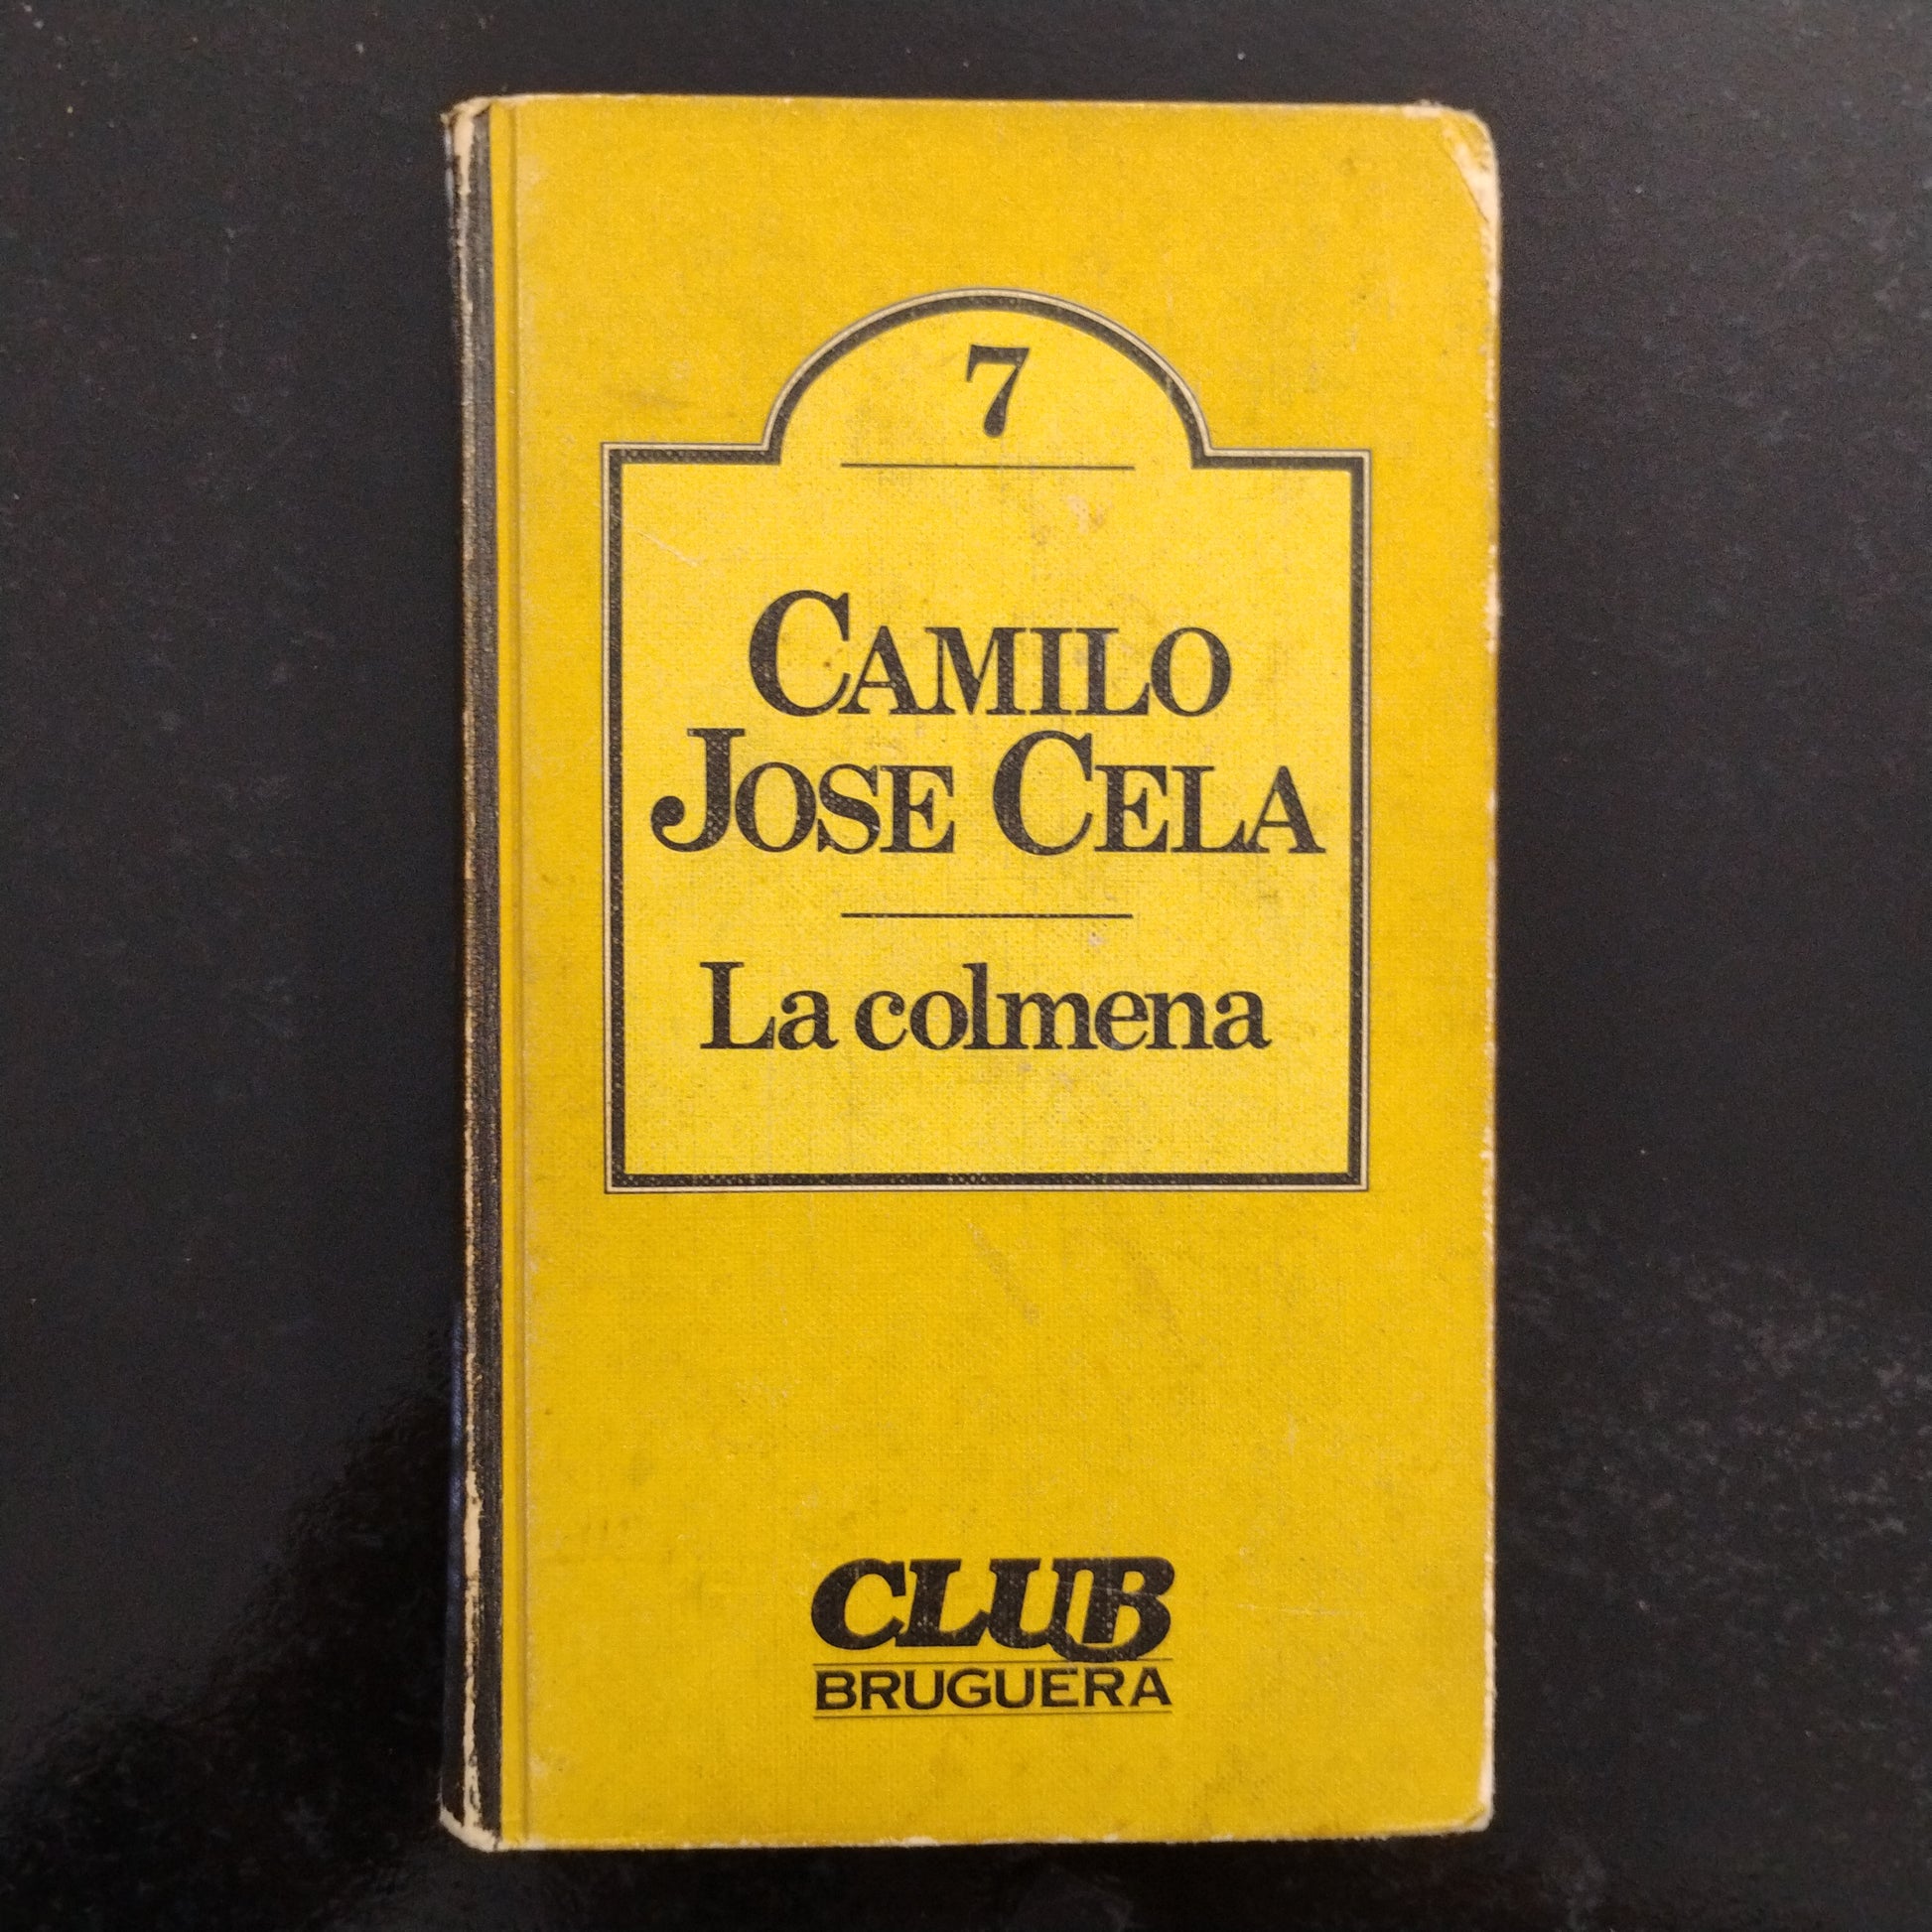 7
CAMILO
JOSE CELA
La colmena
CLUB
BRUGUERA